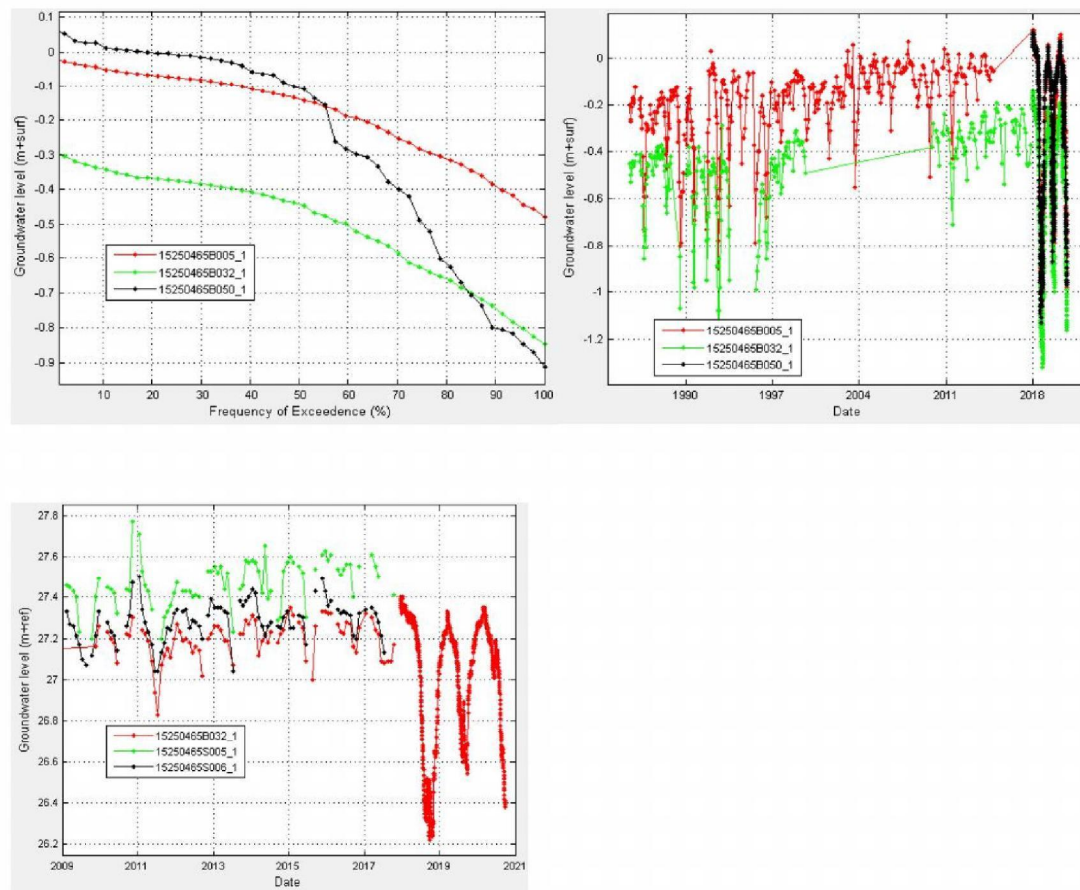 0.1
0
-0.1
-0.2
-0.3
-0.4
-0.5
-0.6
-0.7
-0.8
-0.9
Groundwater level (m+surf)
15250465B005_1
15250465B032_1
15250465B050_1
10 20 30 40 50 60 70 80 90 100
Frequency of Exceedence (%)
0
-0.2
-0.4
-0.6
-0.8
-1
-1.2
Groundwater level (m+surf)
15250465B005_1
15250465B032_1
15250465B050_1
1990 1997 2004 2011 2018
Date
27.8
27.6
27.4
27.2
27
26.8
26.6
26.4
26.2
Groundwater level (m+ref)
15250465B032_1
15250465S005_1
15250465S006_1
2009 2011 2013 2015 2017 2019 2021
Date